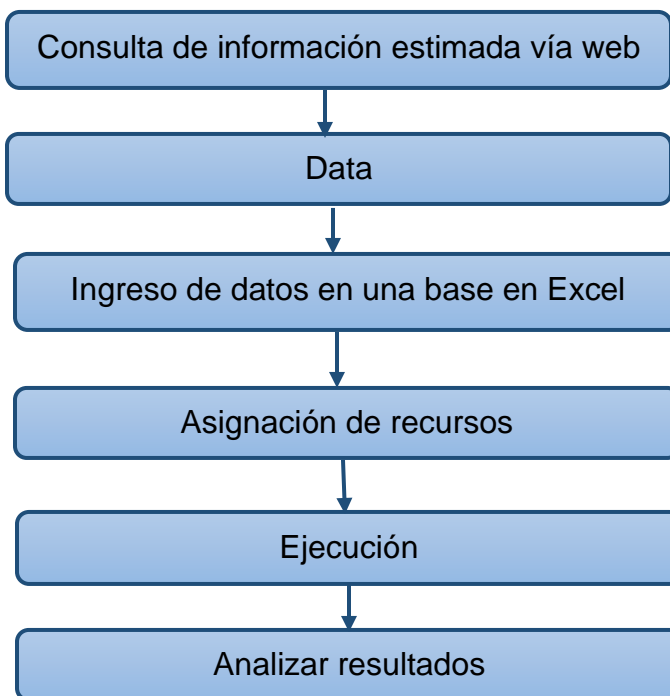 Consulta de información estimada vía web
Data
Ingreso de datos en una base en Excel
Asignación de recursos
Ejecución
Analizar resultados